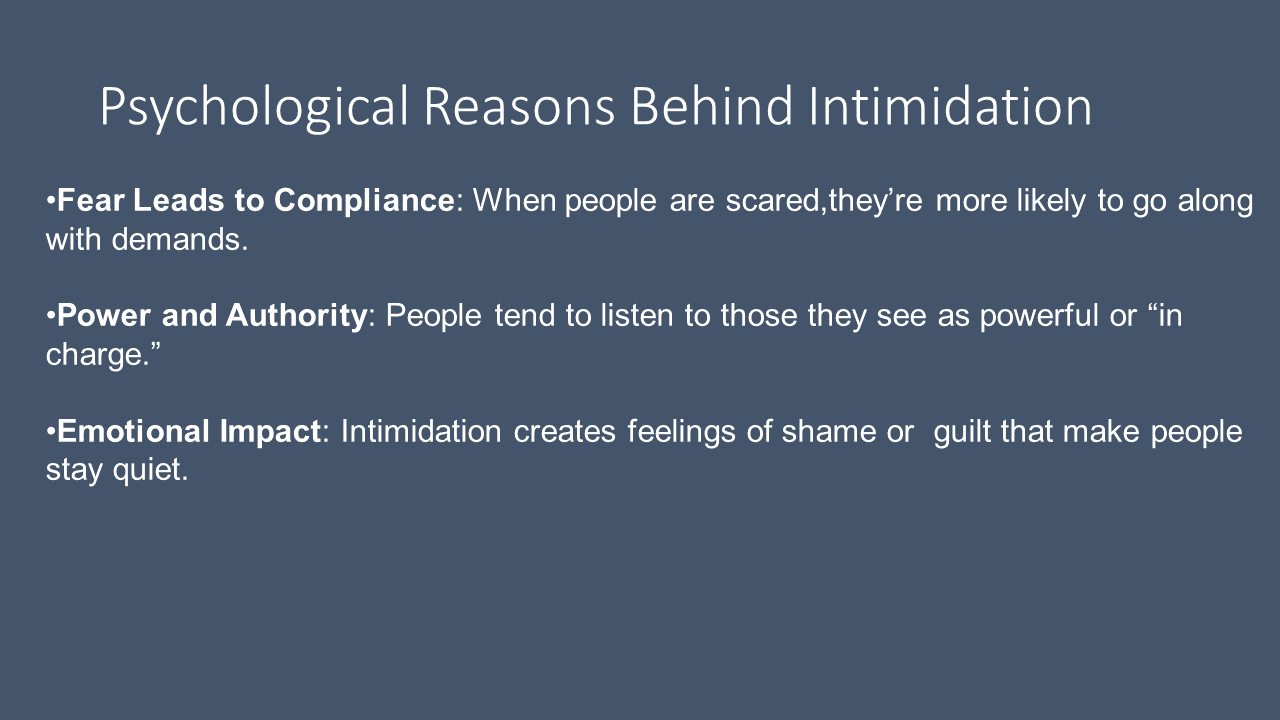 Psychological Reasons Behind Intimidation
•Fear Leads to Compliance: When people are scared,they’re more likely to go along
with demands.
•Power and Authority: People tend to listen to those they see as powerful or “in
charge.”
•Emotional Impact: Intimidation creates feelings of shame or  guilt that make people
stay quiet.